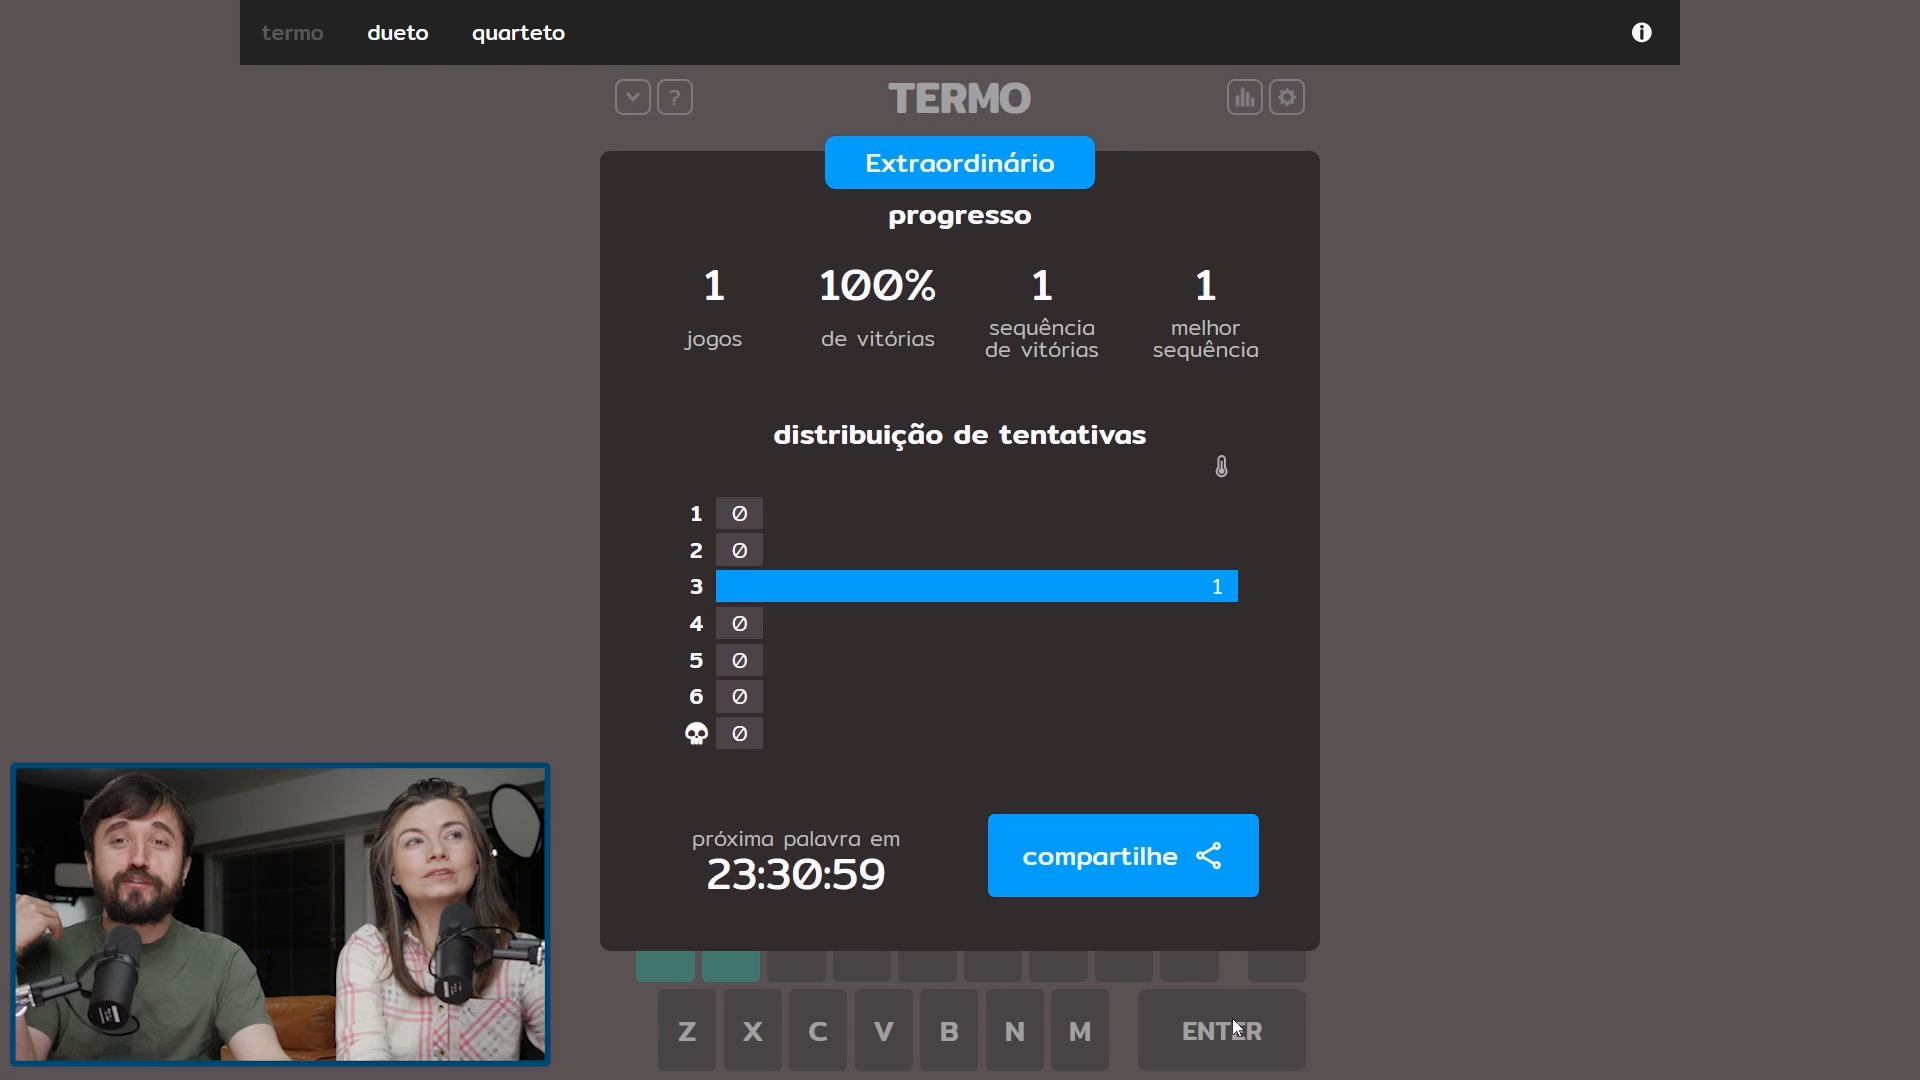 termo dueto quarteto
?
TERMO
Extraordinário
progresso
1 100% 1 1
jogos de vitórias sequência de vitórias melhor sequência
distribuição de tentativas
1 0
2 0
3 1
4 0
5 0
6 0
0
próxima palavra em
23:30:59
compartilhe
Z X C V B N M ENTER